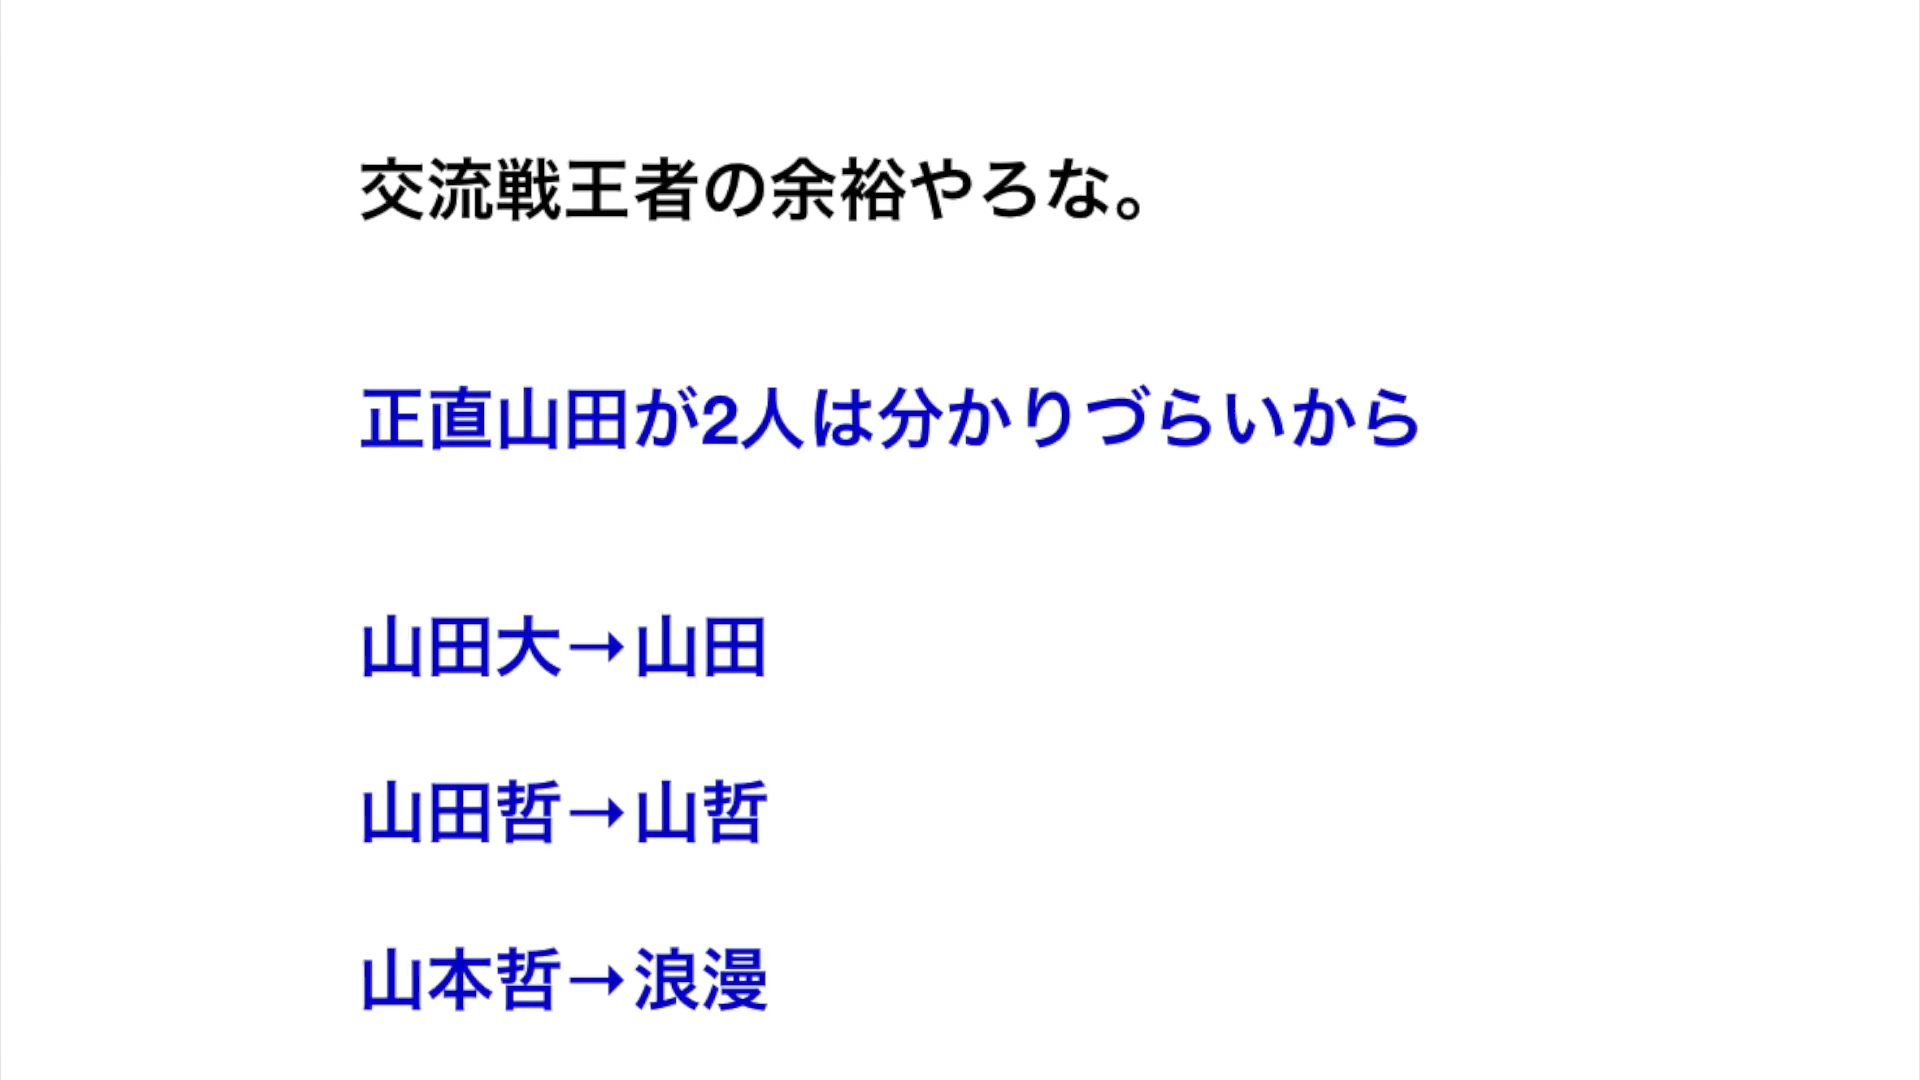 交流戦王者の余裕やろな。
正直山田が2人は分かりづらいから
山田大→山田
山田哲→山哲
山本哲→浪漫